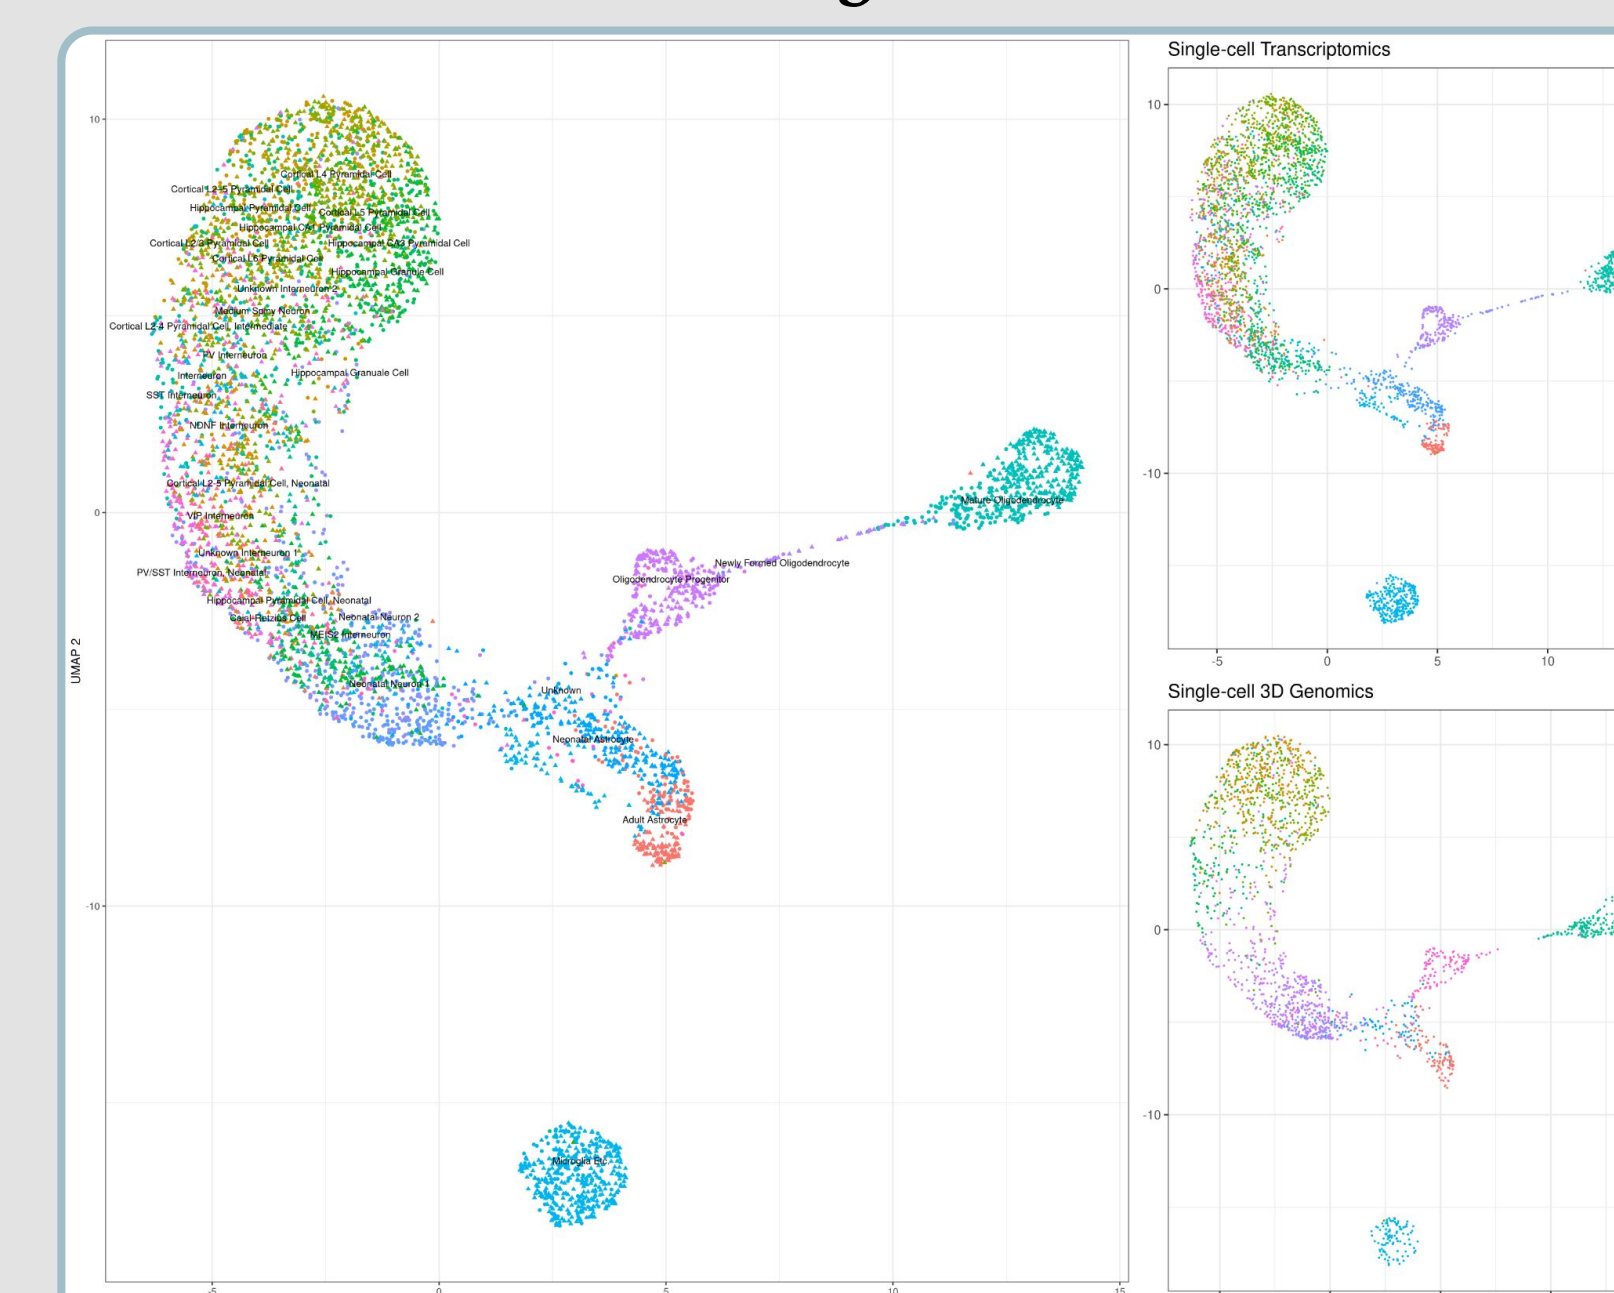 10
Cortical L4 Pyramidal Cell
Cortical L2-5 Pyramidal Cell
Hippocampal Pyramidal Cell
Cortical L5 Pyramidal Cell
Hippocampal CA1 Pyramidal Cell
Cortical L2/3 Pyramidal Cell
Hippocampal CA3 Pyramidal Cell
Cortical L6 Pyramidal Cell
Hippocampal Granule Cell
Unknown Interneuron 2
Medium Spiny Neuron
Cortical L2-4 Pyramidal Cell, Intermediate
PV Interneuron
Hippocampal Granuale Cell
Interneuron
SST Interneuron
NDNF Interneuron
Cortical L2-5 Pyramidal Cell, Neonatal
Mature Oligodendrocyte
0
VIP Interneuron
Unknown Interneuron 1
Newly Formed Oligodendrocyte
PV/SST Interneuron, Neonatal
Oligodendrocyte Progenitor
Hippocampal Pyramidal Cell, Neonatal
Cajal-Retzius Cell
Neonatal Neuron 2
MEIS2 Interneuron
Neonatal Neuron 1
Unknown
Neonatal Astrocyte
Adult Astrocyte
-10
Microglia Etc.
UMAP 2
-5
0
5
10
15
Single-cell Transcriptomics
10
0
-10
-5
0
5
10
Single-cell 3D Genomics
10
0
-10